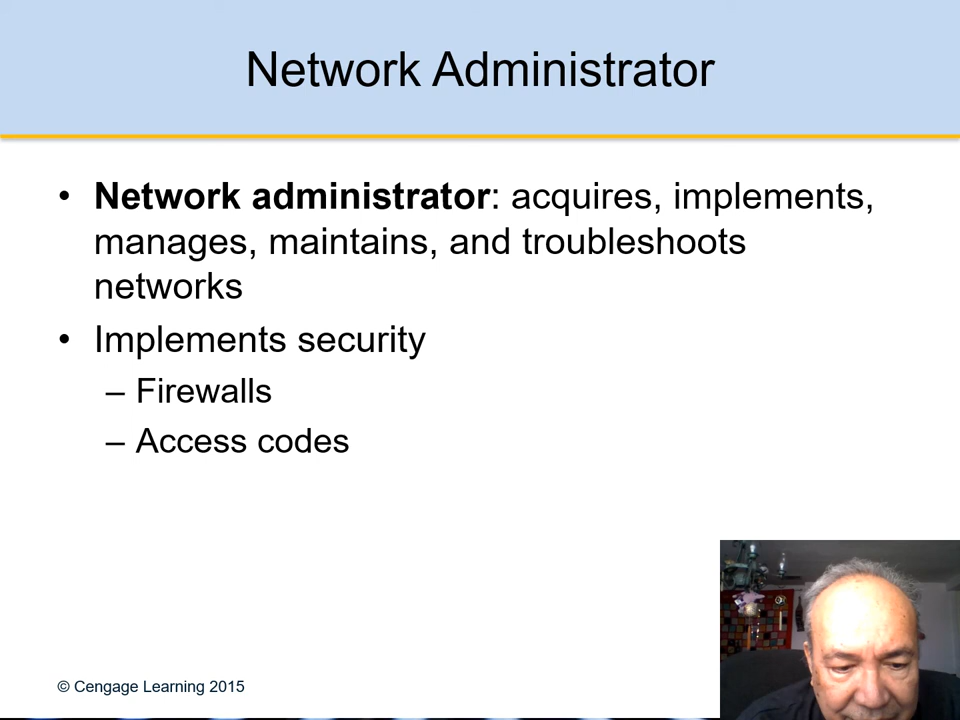 Network Administrator
• Network administrator: acquires, implements,
manages, maintains, and troubleshoots
networks
• Implements security
– Firewalls
– Access codes
© Cengage Learning 2015